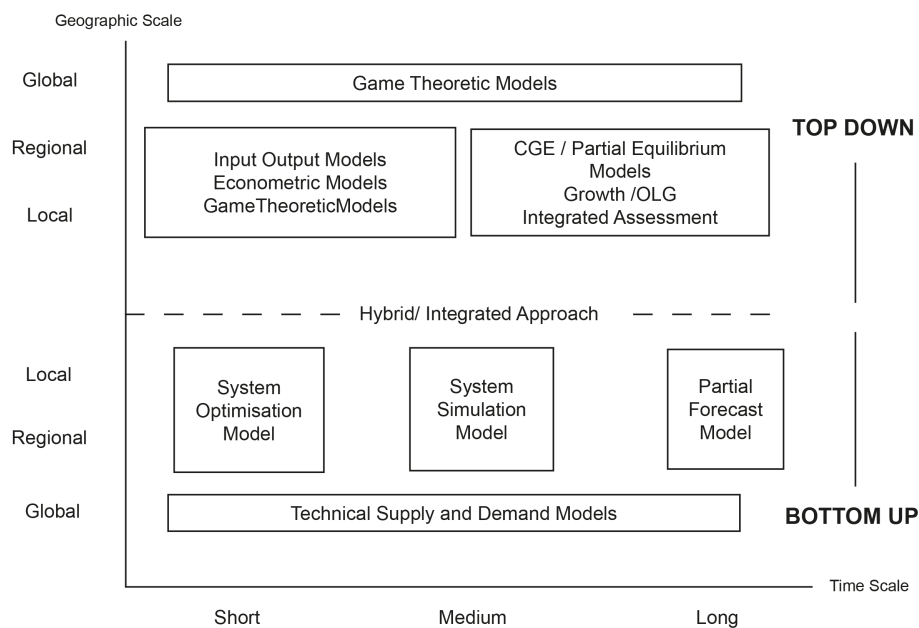 Geographic Scale
Global
Game Theoretic Models
TOP DOWN
Regional
Local
Input Output Models
Econometric Models
GameTheoreticModels
CGE / Partial Equilibrium
Models
Growth /OLG
Integrated Assessment
Hybrid/ Integrated Approach
Local
Regional
System
Optimisation
Model
System
Simulation
Model
Partial
Forecast
Model
Global
Technical Supply and Demand Models
BOTTOM UP
Time Scale
Short
Medium
Long